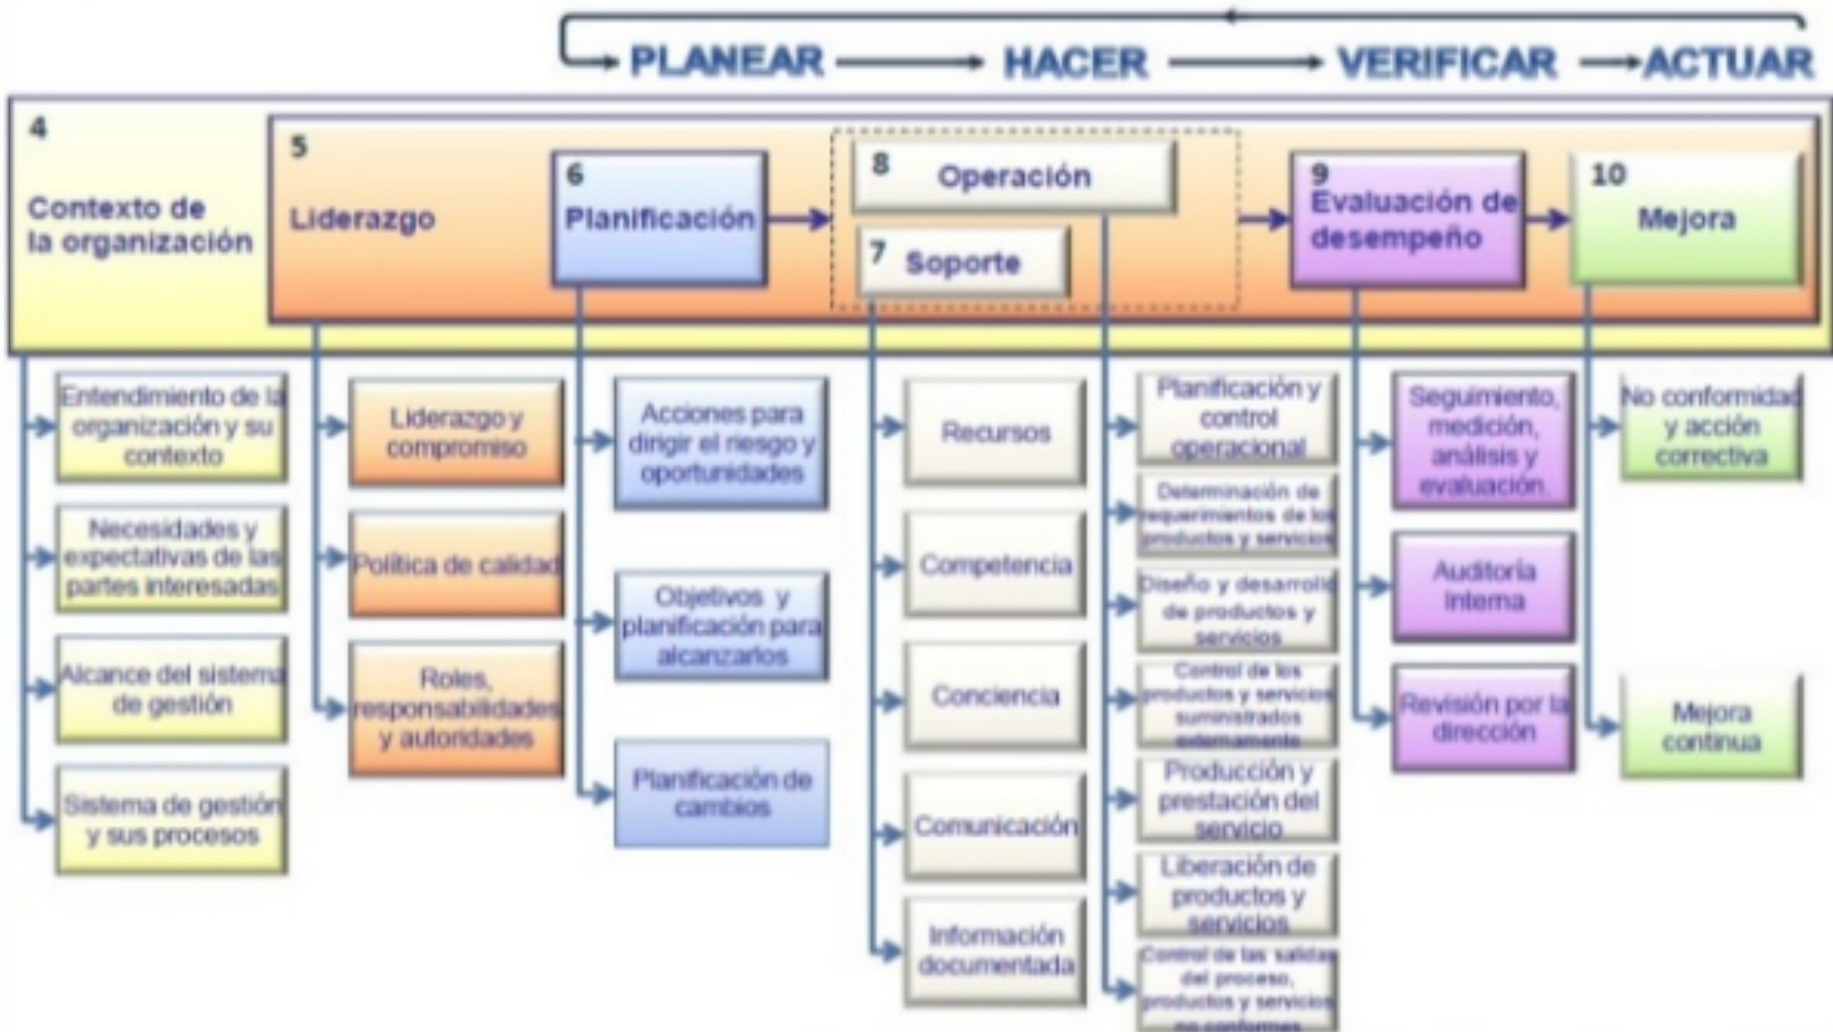 PLANEAR
HACER
VERIFICAR
ACTUAR
4
Contexto de
la organización
5
Liderazgo
6
Planificación
8
Operación
7
Soporte
9
Evaluación de
desempeño
10
Mejora
Entendimiento de la
organización y su
contexto
Necesidades y
expectativas de las
partes interesadas
Alcance del sistema
de gestión
Sistema de gestión
y sus procesos
Liderazgo y
compromiso
Política de calidad
Roles,
responsabilidades
y autoridades
Acciones para
dirigir el riesgo y
oportunidades
Objetivos y
planificación para
alcanzarlos
Planificación de
cambios
Recursos
Competencia
Conciencia
Comunicación
Información
documentada
Planificación y
control
operacional
Determinación de
requerimientos de los
productos y servicios
Diseño y desarrollo
de productos y
servicios
Control de los
productos y servicios
suministrados
externamente
Producción y
prestación del
servicio
Liberación de
productos y
servicios
Control de las salidas
del proceso,
productos y servicios
no conformes
Seguimiento,
medición,
análisis y
evaluación.
Auditoría
Interna
Revisión por la
dirección
No conformidad
y acción
correctiva
Mejora
continua